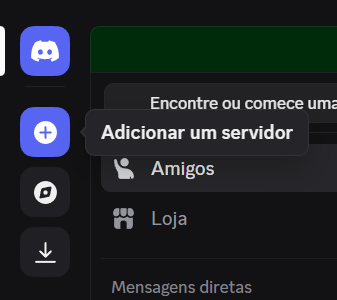 Encontre ou comece uma
Adicionar um servidor
Amigos
Loja
Mensagens diretas